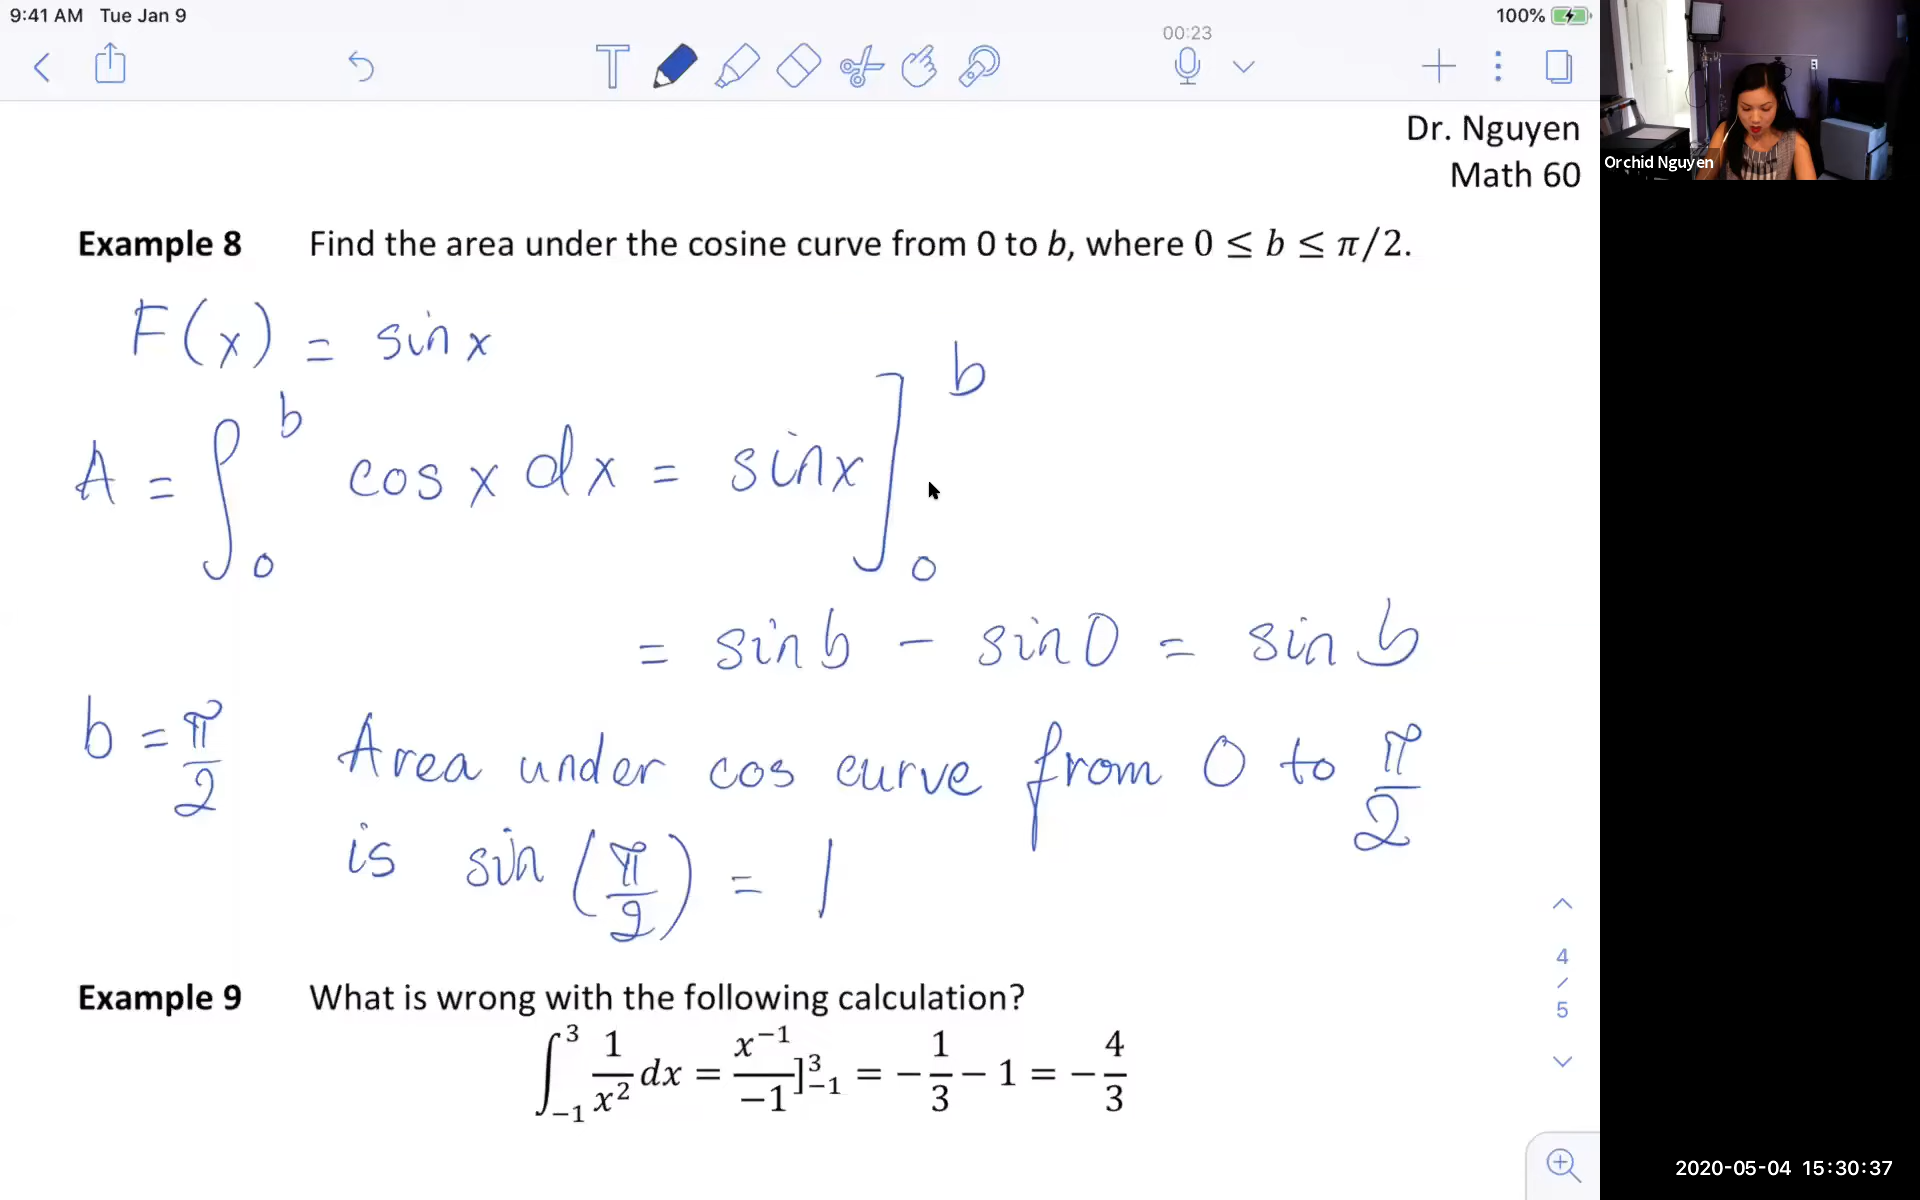 9:41 AM Tue Jan 9
100%
00:23
T
Dr. Nguyen
Math 60
Orchid Nguyen
Example 8 Find the area under the cosine curve from 0 to b, where 0 ≤ b ≤ π/2.
F(x) = sin x
A = ∫₀ᵇ cos x dx = sin x]₀ᵇ
= sin b − sin 0 = sin b
b = π/2 Area under cos curve from 0 to π/2
is sin (π/2) = 1
4 / 5
Example 9 What is wrong with the following calculation?
∫₋₁³ 1/x² dx = x⁻¹/−1 ]₋₁³ = −1/3 − 1 = −4/3
2020-05-04 15:30:37